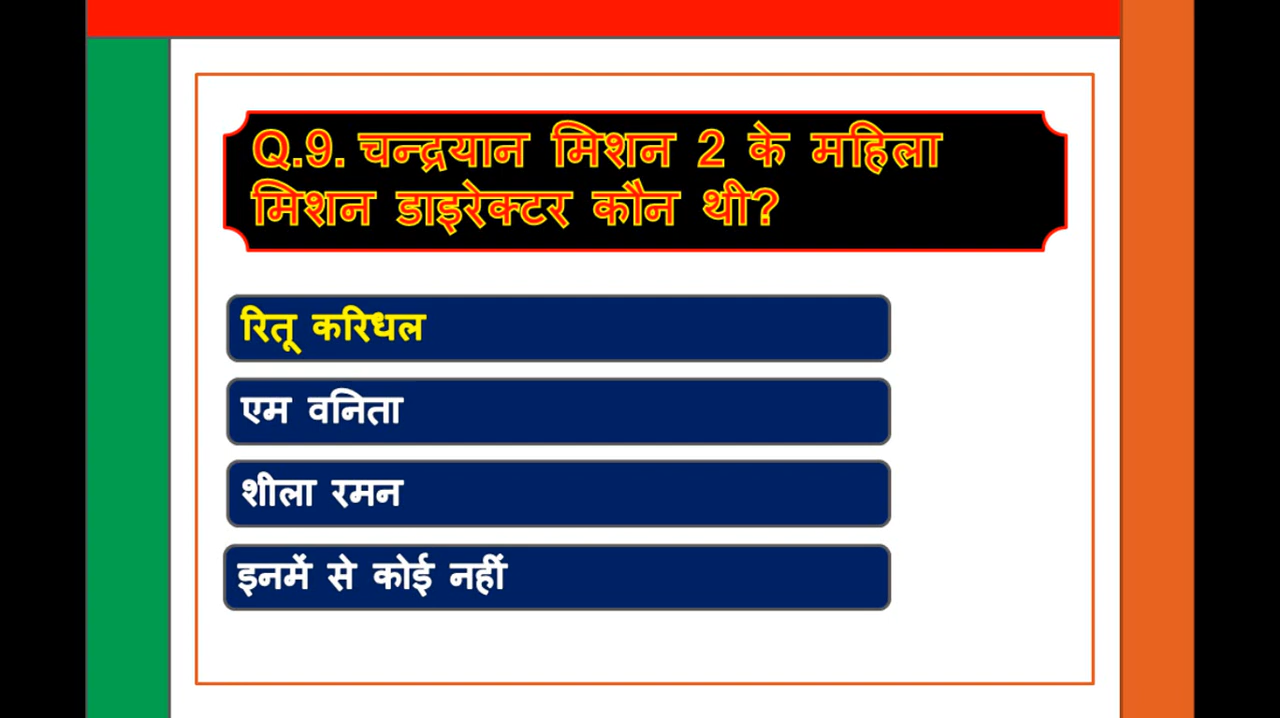 Q.9. चन्द्रयान मिशन 2 के महिला
मिशन डाइरेक्टर कौन थी?
रितू करिधल
एम वनिता
शीला रमन
इनमें से कोई नहीं